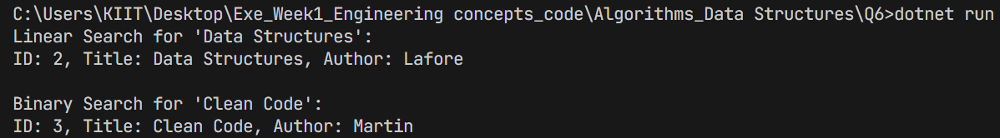 C:\Users\KIIT\Desktop\Exe_Week1_Engineering concepts_code\Algorithms_Data Structures\Q6>dotnet run
Linear Search for 'Data Structures':
ID: 2, Title: Data Structures, Author: Lafore
Binary Search for 'Clean Code':
ID: 3, Title: Clean Code, Author: Martin